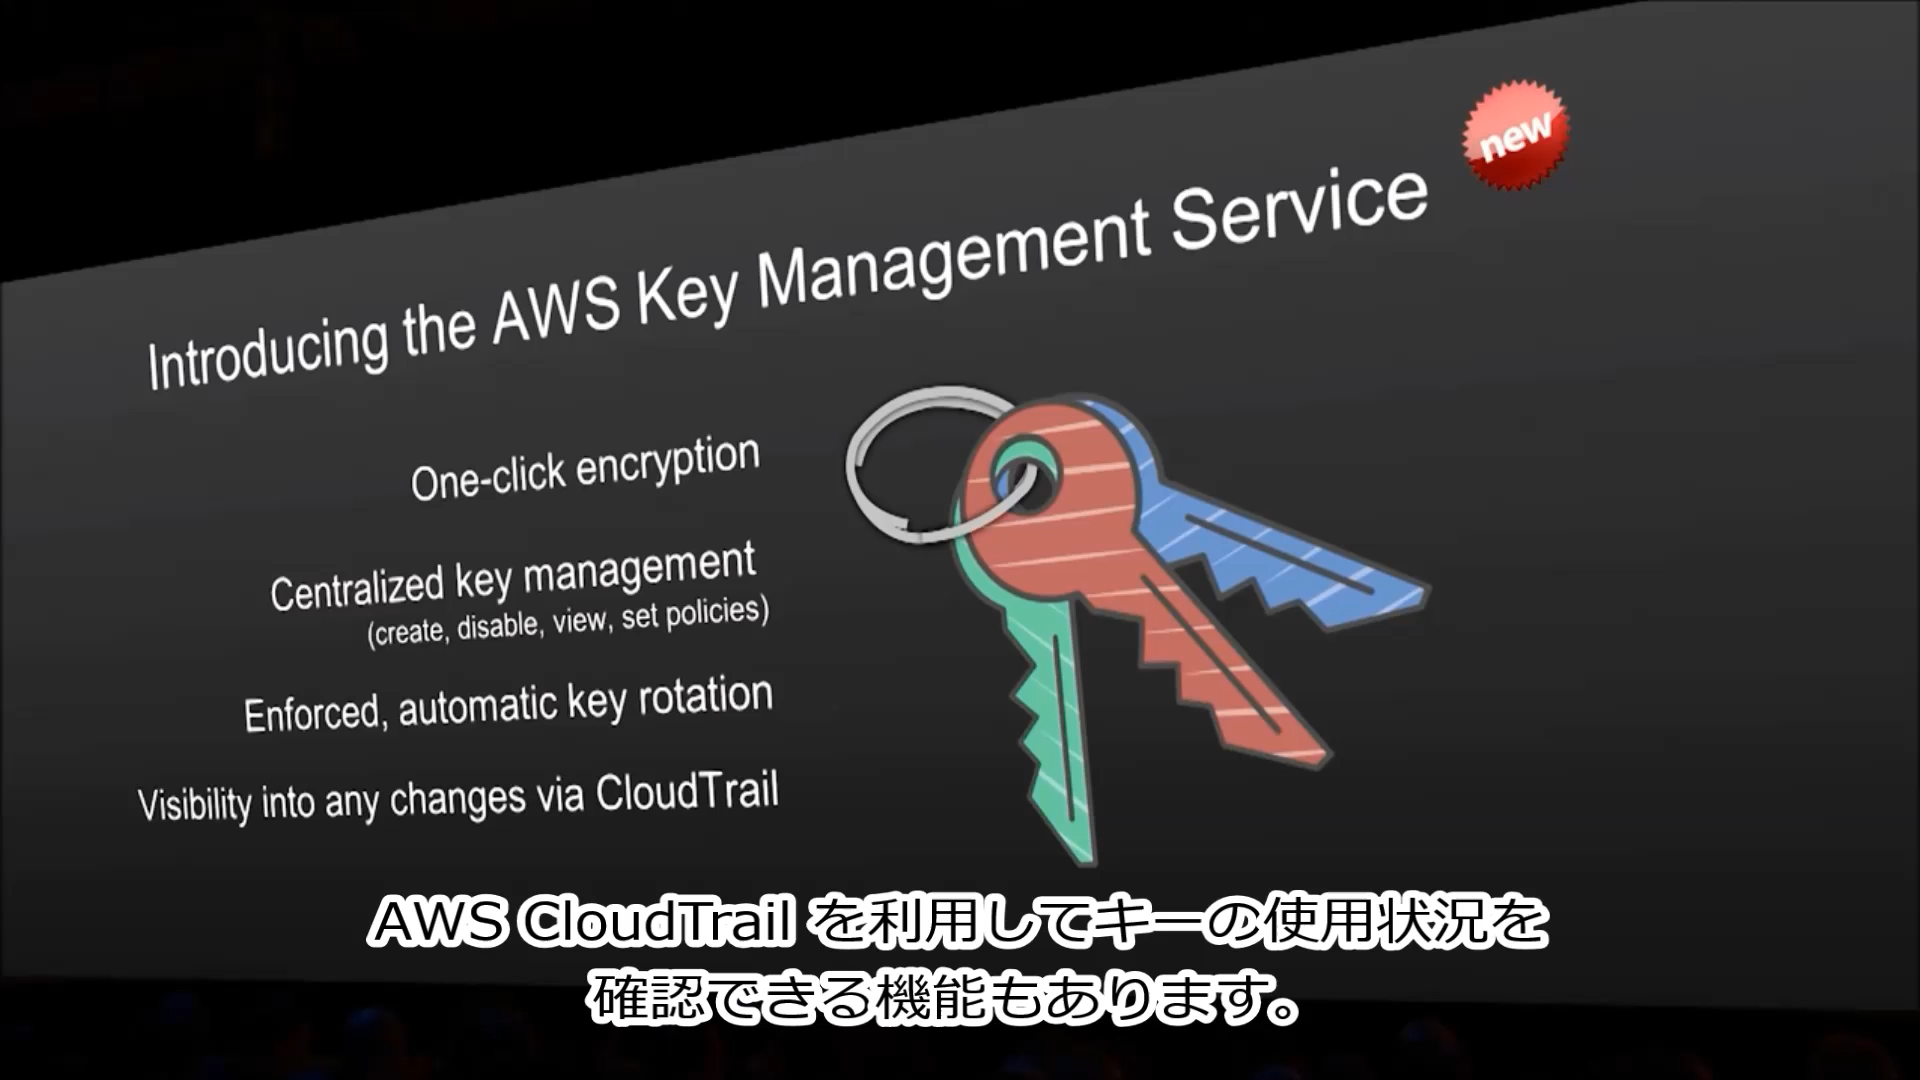 new
Introducing the AWS Key Management Service
One-click encryption
Centralized key management
(create, disable, view, set policies)
Enforced, automatic key rotation
Visibility into any changes via CloudTrail
AWS CloudTrail を利用してキーの使用状況を
確認できる機能もあります。